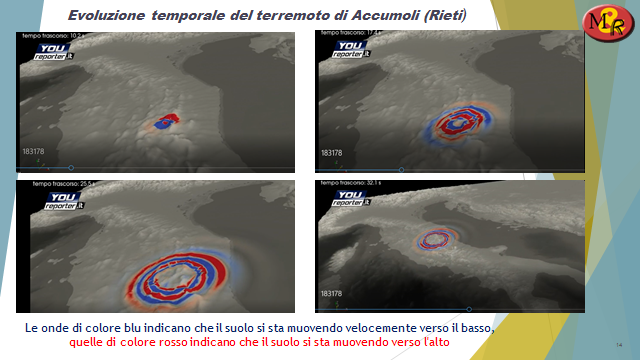 Evoluzione temporale del terremoto di Accumoli (Rieti)
M R
tempo trascorso: 10,2 s
YOU
reporter.it
183178
tempo trascorso: 17,4 s
YOU
reporter.it
183178
tempo trascorso: 25,5 s
YOU
reporter.it
tempo trascorso: 32,1 s
YOU
reporter.it
183178
Le onde di colore blu indicano che il suolo si sta muovendo velocemente verso il basso,
quelle di colore rosso indicano che il suolo si sta muovendo verso l'alto
14